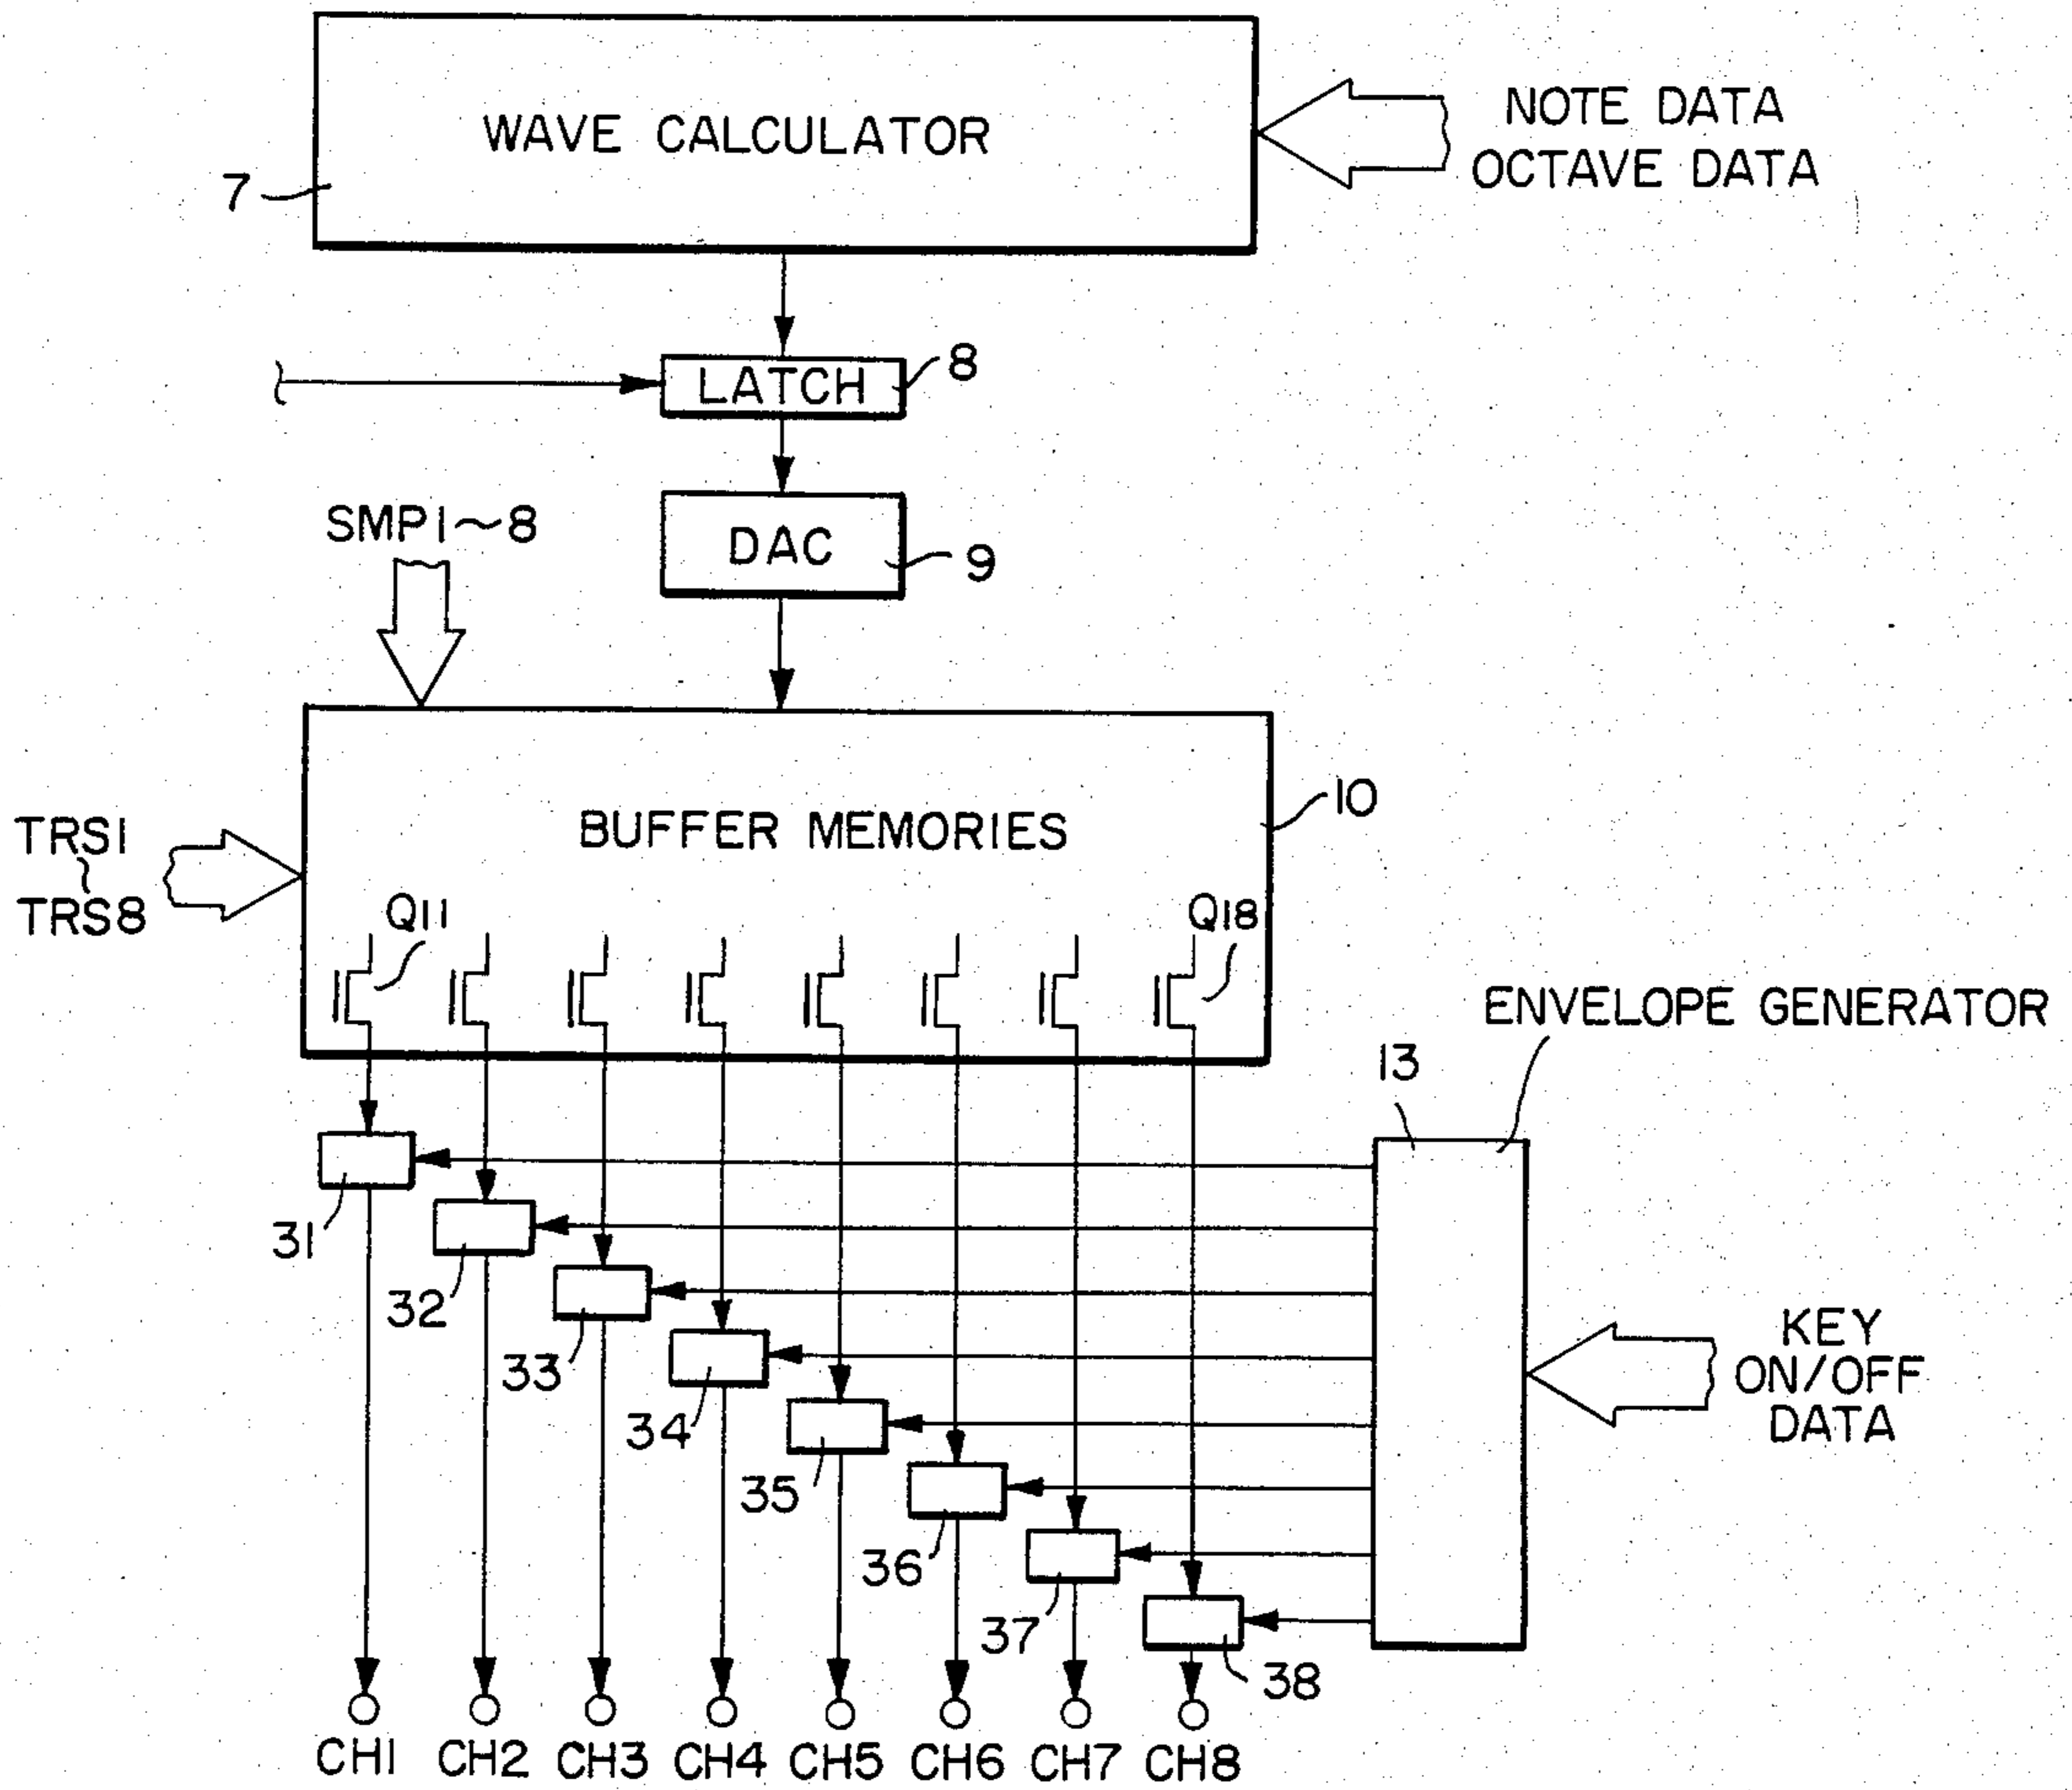 WAVE CALCULATOR
NOTE DATA
OCTAVE DATA
7
LATCH
8
SMP1~8
DAC
9
BUFFER MEMORIES
10
TRS1
~
TRS8
Q11
Q18
ENVELOPE GENERATOR
13
31
32
33
34
35
36
37
38
KEY
ON/OFF
DATA
CH1 CH2 CH3 CH4 CH5 CH6 CH7 CH8